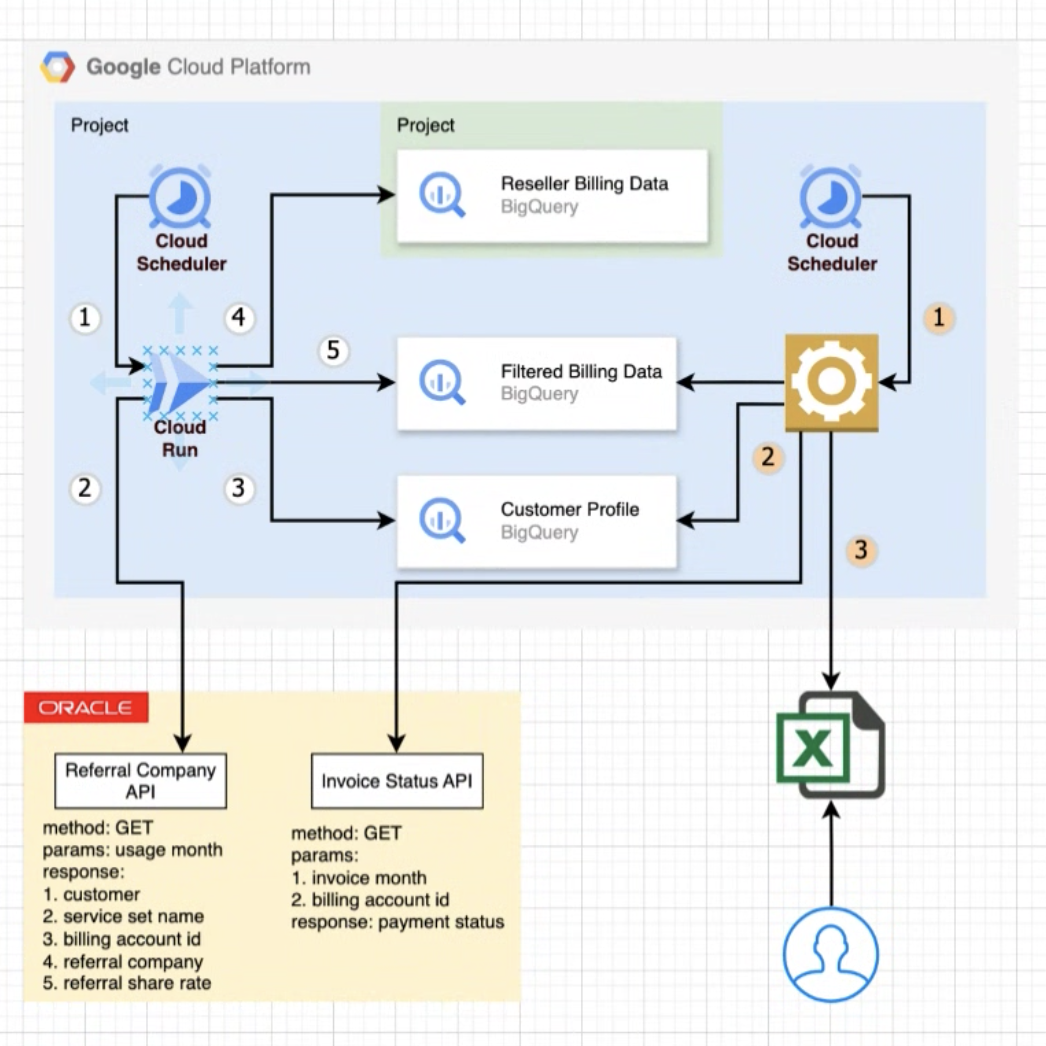 Google Cloud Platform
Project
Project
Reseller Billing Data
BigQuery
Cloud
Scheduler
Cloud
Scheduler
1
4
5
1
Filtered Billing Data
BigQuery
Cloud
Run
2
3
2
Customer Profile
BigQuery
3
ORACLE
Referral Company
API
method: GET
params: usage month
response:
1. customer
2. service set name
3. billing account id
4. referral company
5. referral share rate
Invoice Status API
method: GET
params:
1. invoice month
2. billing account id
response: payment status
X